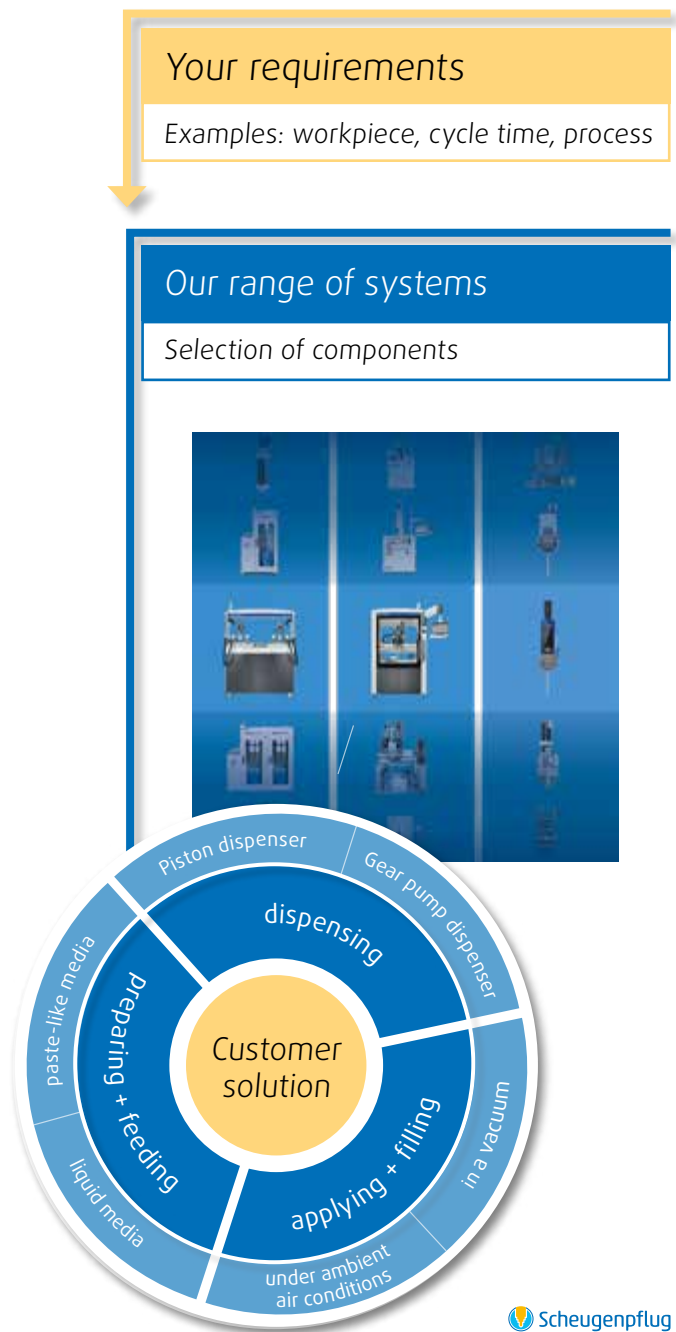 Your requirements
Examples: workpiece, cycle time, process
Our range of systems
Selection of components
Piston dispenser
Gear pump dispenser
dispensing
paste-like media
preparing + feeding
liquid media
Customer
solution
applying + filling
in a vacuum
under ambient
air conditions
Scheugenpflug